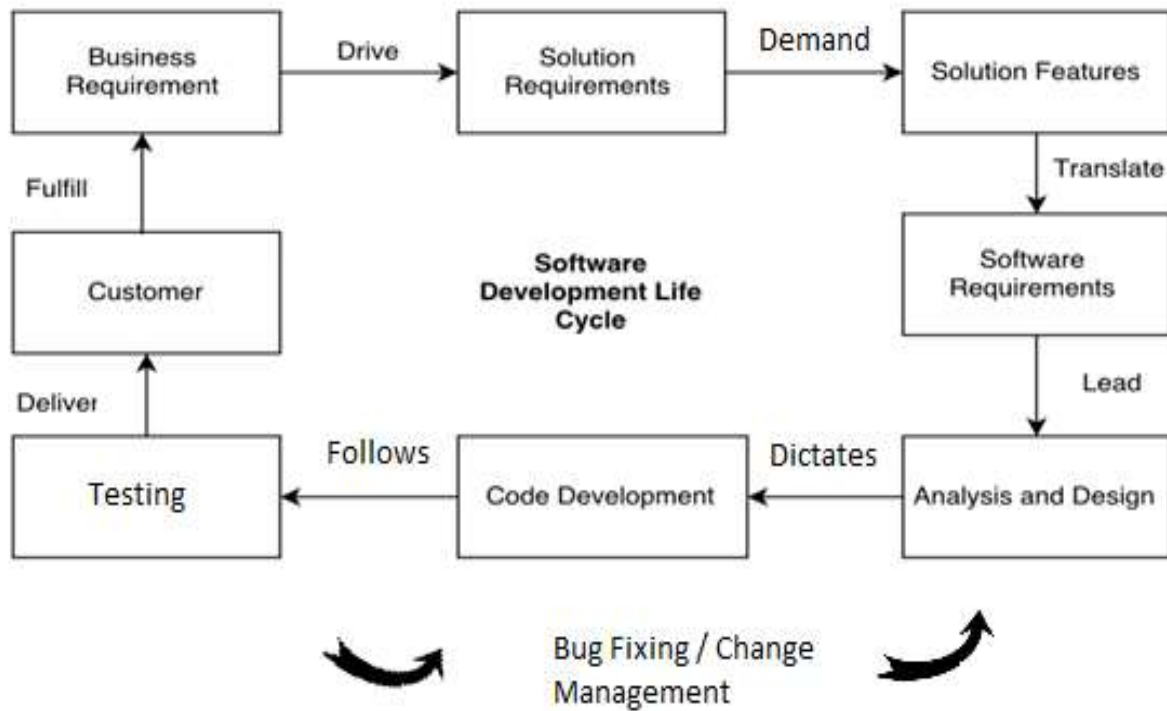 Business
Requirement
Drive
Solution
Requirements
Demand
Solution Features
Fulfill
Translate
Customer
Software
Development Life
Cycle
Software
Requirements
Deliver
Lead
Testing
Follows
Code Development
Dictates
Analysis and Design
Bug Fixing / Change
Management